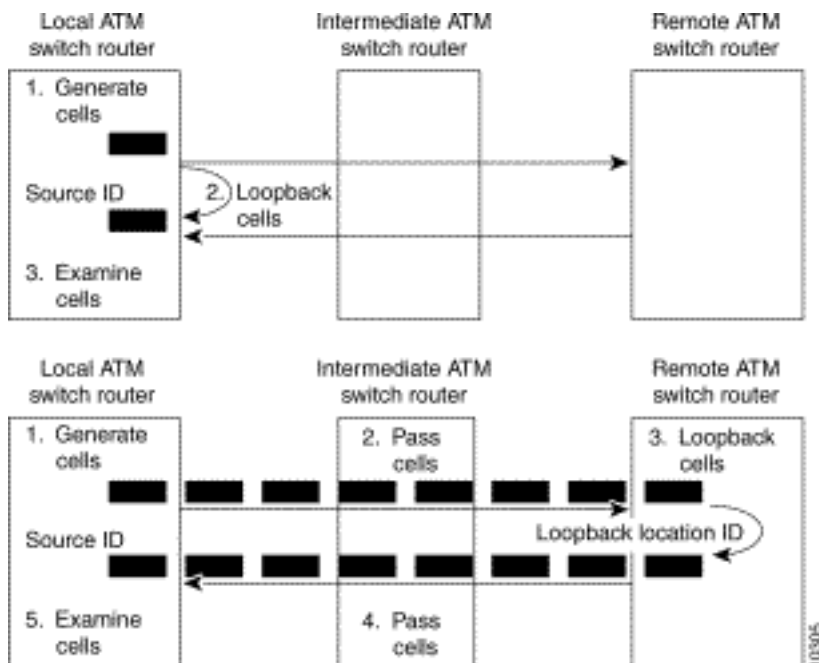 Local ATM
switch router
Intermediate ATM
switch router
Remote ATM
switch router
1. Generate
cells
Source ID
2. Loopback
cells
3. Examine
cells
Local ATM
switch router
Intermediate ATM
switch router
Remote ATM
switch router
1. Generate
cells
2. Pass
cells
3. Loopback
cells
Source ID
Loopback location ID
5. Examine
cells
4. Pass
cells
0305